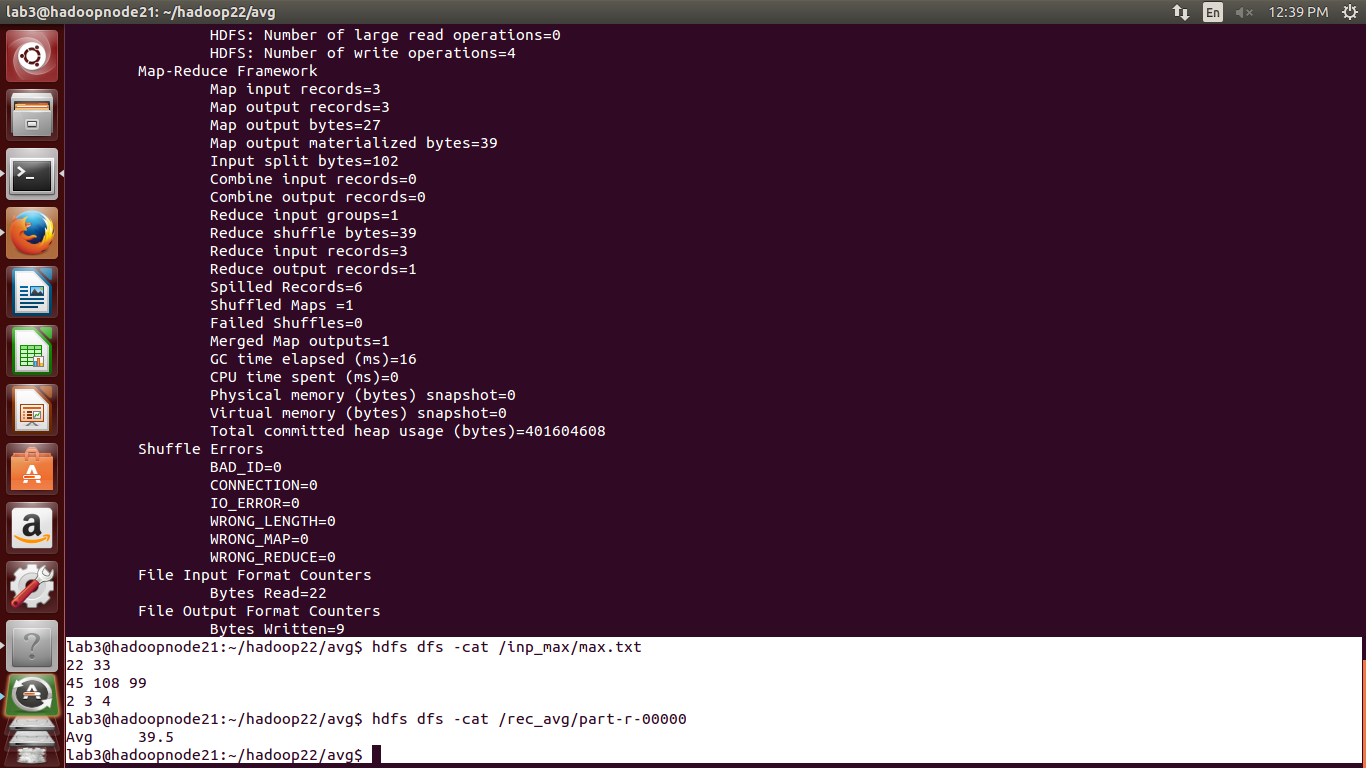 lab3@hadoopnode21: ~/hadoop22/avg En 12:39 PM
HDFS: Number of large read operations=0
HDFS: Number of write operations=4
Map-Reduce Framework
Map input records=3
Map output records=3
Map output bytes=27
Map output materialized bytes=39
Input split bytes=102
Combine input records=0
Combine output records=0
Reduce input groups=1
Reduce shuffle bytes=39
Reduce input records=3
Reduce output records=1
Spilled Records=6
Shuffled Maps =1
Failed Shuffles=0
Merged Map outputs=1
GC time elapsed (ms)=16
CPU time spent (ms)=0
Physical memory (bytes) snapshot=0
Virtual memory (bytes) snapshot=0
Total committed heap usage (bytes)=401604608
Shuffle Errors
BAD_ID=0
CONNECTION=0
IO_ERROR=0
WRONG_LENGTH=0
WRONG_MAP=0
WRONG_REDUCE=0
File Input Format Counters
Bytes Read=22
File Output Format Counters
Bytes Written=9
lab3@hadoopnode21:~/hadoop22/avg$ hdfs dfs -cat /inp_max/max.txt
22 33
45 108 99
2 3 4
lab3@hadoopnode21:~/hadoop22/avg$ hdfs dfs -cat /rec_avg/part-r-00000
Avg 39.5
lab3@hadoopnode21:~/hadoop22/avg$